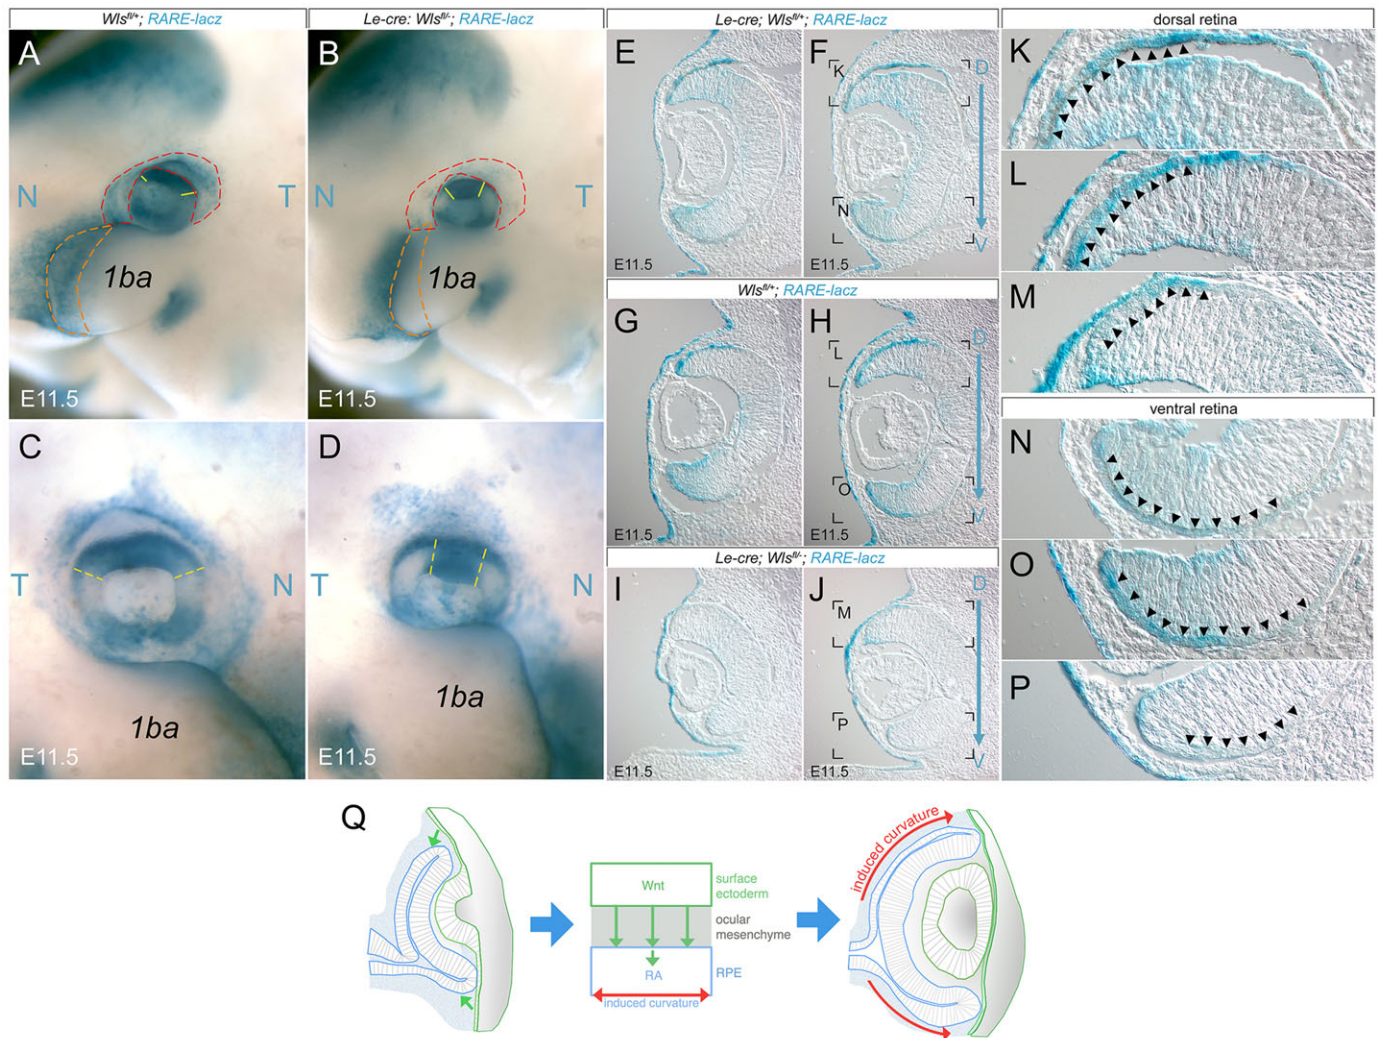 Wls^fl/+; RARE-lacz
Le-cre: Wls^fl/-; RARE-lacz
A
N
T
1ba
E11.5
B
N
T
1ba
E11.5
C
T
N
1ba
E11.5
D
T
N
1ba
E11.5
Le-cre; Wls^fl/+; RARE-lacz
E
E11.5
F
K
D
N
V
E11.5
Wls^fl/+; RARE-lacz
G
E11.5
H
L
D
O
V
E11.5
Le-cre; Wls^fl/-; RARE-lacz
I
E11.5
J
M
D
P
V
E11.5
dorsal retina
K
L
M
ventral retina
N
O
P
Q
Wnt
surface
ectoderm
ocular
mesenchyme
RA
RPE
induced curvature
induced curvature